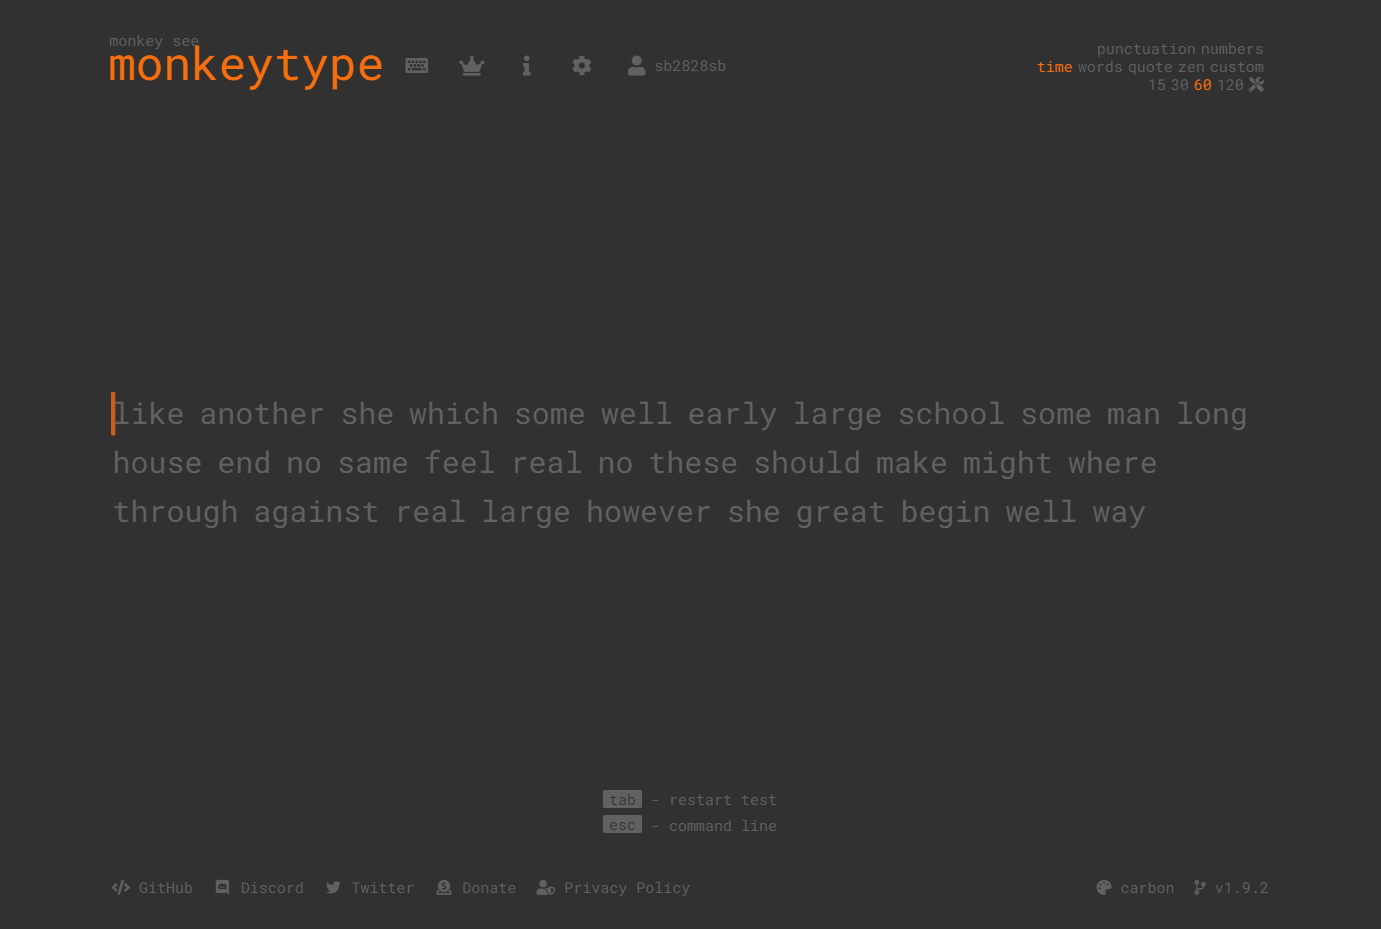 monkey see
monkeytype
sb2828sb
punctuation numbers
time words quote zen custom
15 30 60 120
like another she which some well early large school some man long
house end no same feel real no these should make might where
through against real large however she great begin well way
tab - restart test
esc - command line
GitHub Discord Twitter Donate Privacy Policy carbon v1.9.2